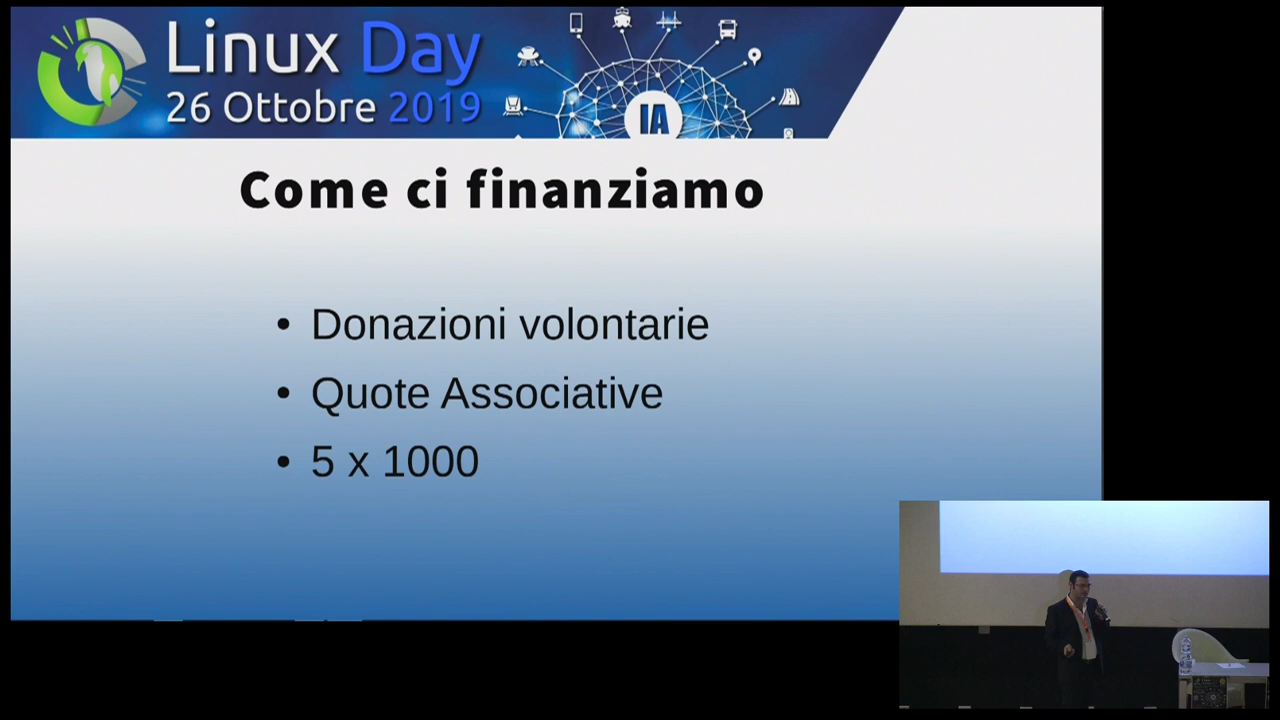 Linux Day
26 Ottobre 2019
IA
Come ci finanziamo
• Donazioni volontarie
• Quote Associative
• 5 x 1000